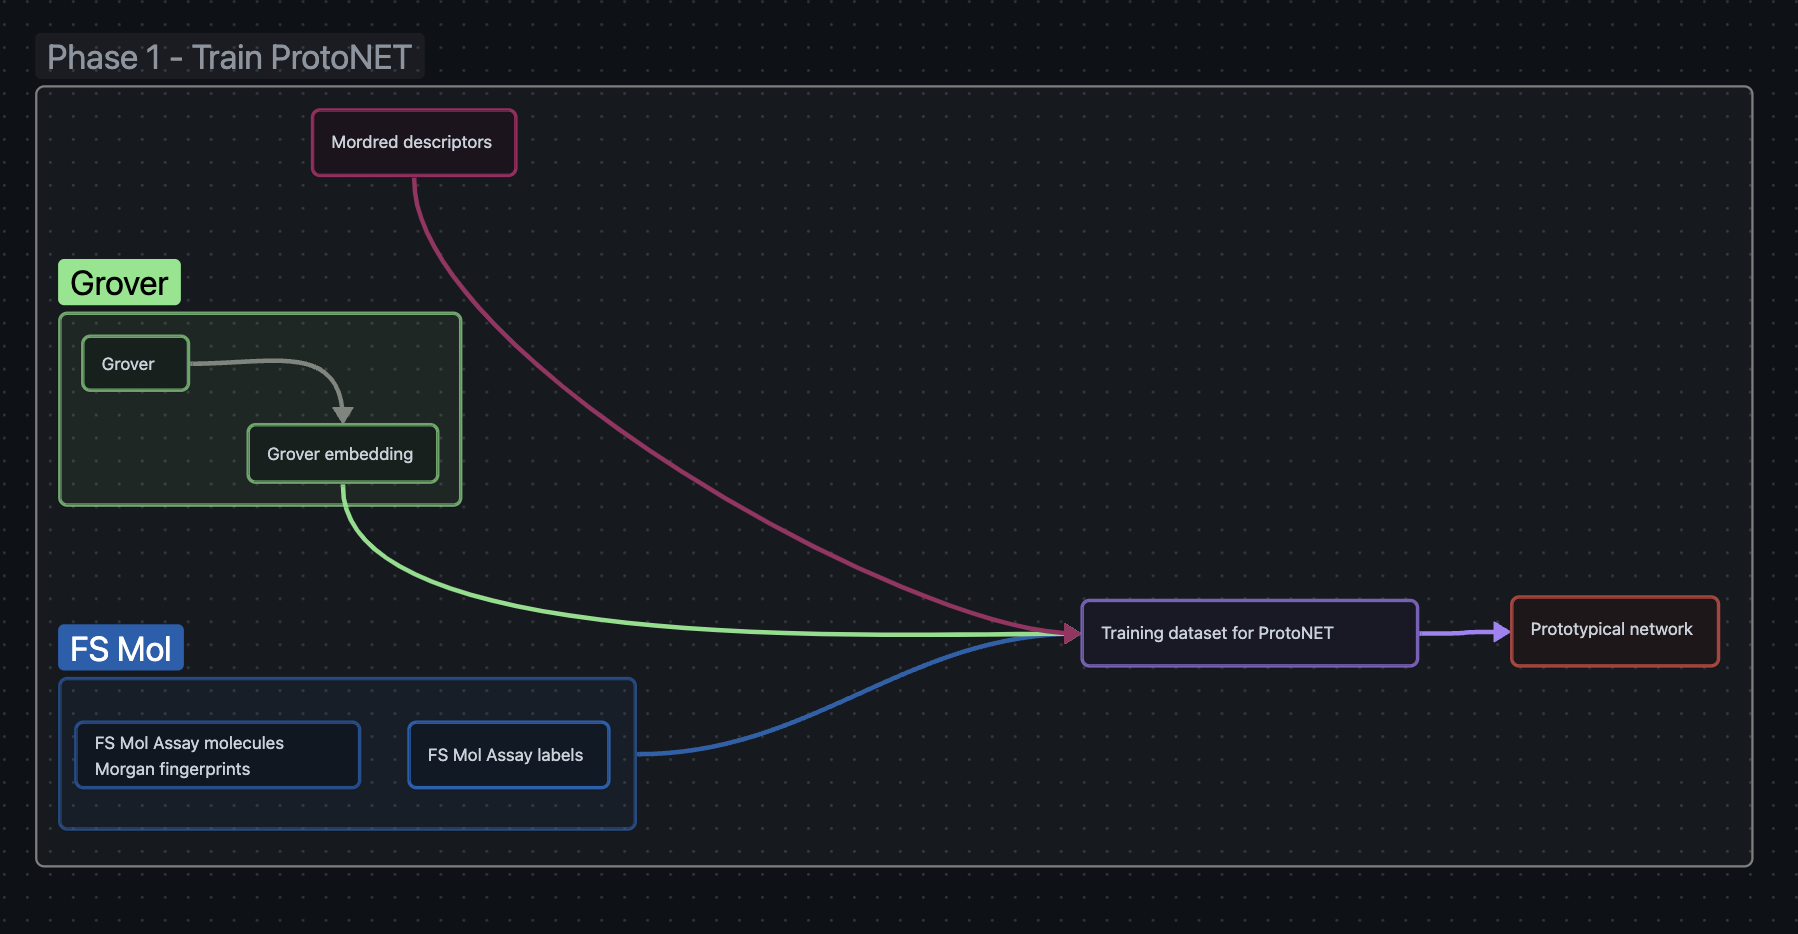 Phase 1 - Train ProtoNET
Mordred descriptors
Grover
Grover
Grover embedding
FS Mol
FS Mol Assay molecules
Morgan fingerprints
FS Mol Assay labels
Training dataset for ProtoNET
Prototypical network